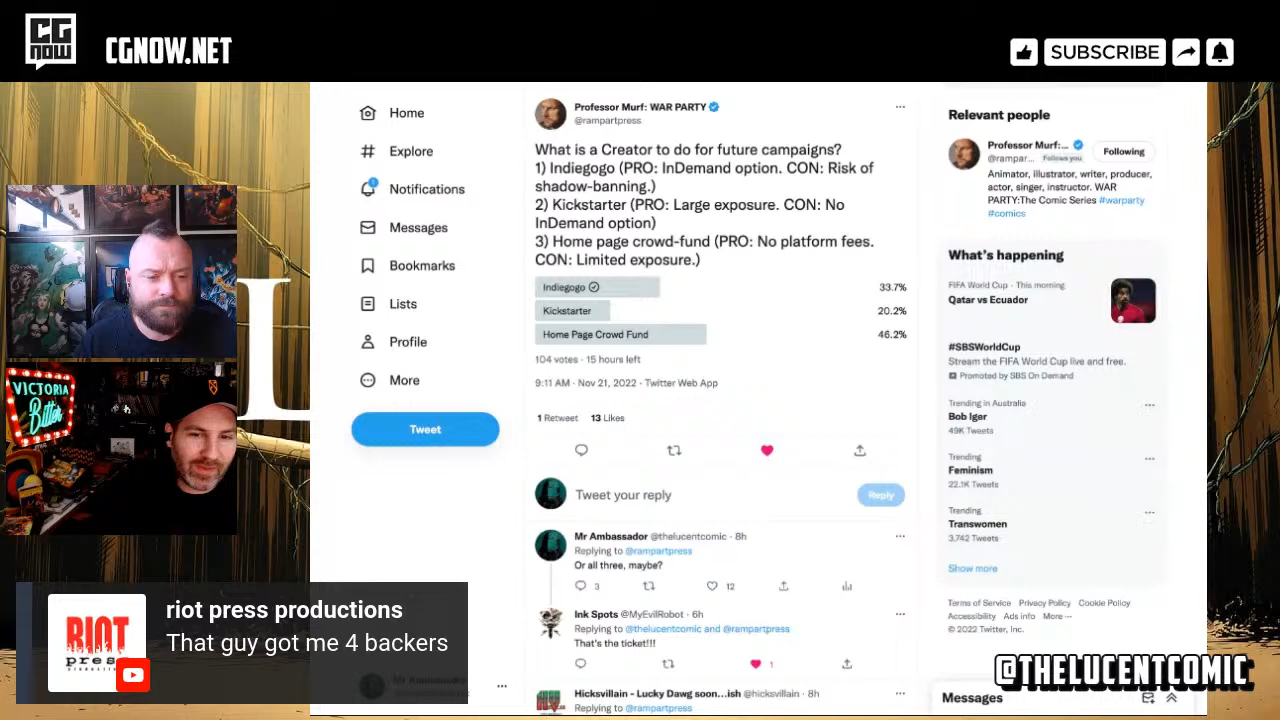 CG
NOW
CGNOW.NET
SUBSCRIBE
Home
Explore
Notifications
Messages
Bookmarks
Lists
Profile
More
Tweet
Professor Murf: WAR PARTY
@rampartpress
What is a Creator to do for future campaigns?
1) Indiegogo (PRO: InDemand option. CON: Risk of
shadow-banning.)
2) Kickstarter (PRO: Large exposure. CON: No
InDemand option)
3) Home page crowd-fund (PRO: No platform fees.
CON: Limited exposure.)
Indiegogo 33.7%
Kickstarter 20.2%
Home Page Crowd Fund 46.2%
104 votes · 15 hours left
9:11 AM · Nov 21, 2022 · Twitter Web App
1 Retweet 13 Likes
Tweet your reply
Reply
Mr Ambassador @thelucentcomic · 8h
Replying to @rampartpress
Or all three, maybe?
3 12
Ink Spots @MyEvilRobot · 6h
Replying to @thelucentcomic and @rampartpress
That's the ticket!!!
1
Hicksvillain - Lucky Dawg soon...ish @hicksvillain · 8h
Replying to @rampartpress
Relevant people
Professor Murf:...
@rampar... Follows you
Following
Animator, illustrator, writer, producer,
actor, singer, instructor. WAR
PARTY:The Comic Series #warparty
#comics
What's happening
FIFA World Cup · This morning
Qatar vs Ecuador
#SBSWorldCup
Stream the FIFA World Cup live and free.
Promoted by SBS On Demand
Trending in Australia
Bob Iger
49K Tweets
Trending
Feminism
22.1K Tweets
Trending
Transwomen
3,742 Tweets
Show more
Terms of Service Privacy Policy Cookie Policy
Accessibility Ads info More ...
© 2022 Twitter, Inc.
Messages
@THELUCENTCOMIC
VICTORIA
Bitter
RIOT
press
riot press productions
That guy got me 4 backers